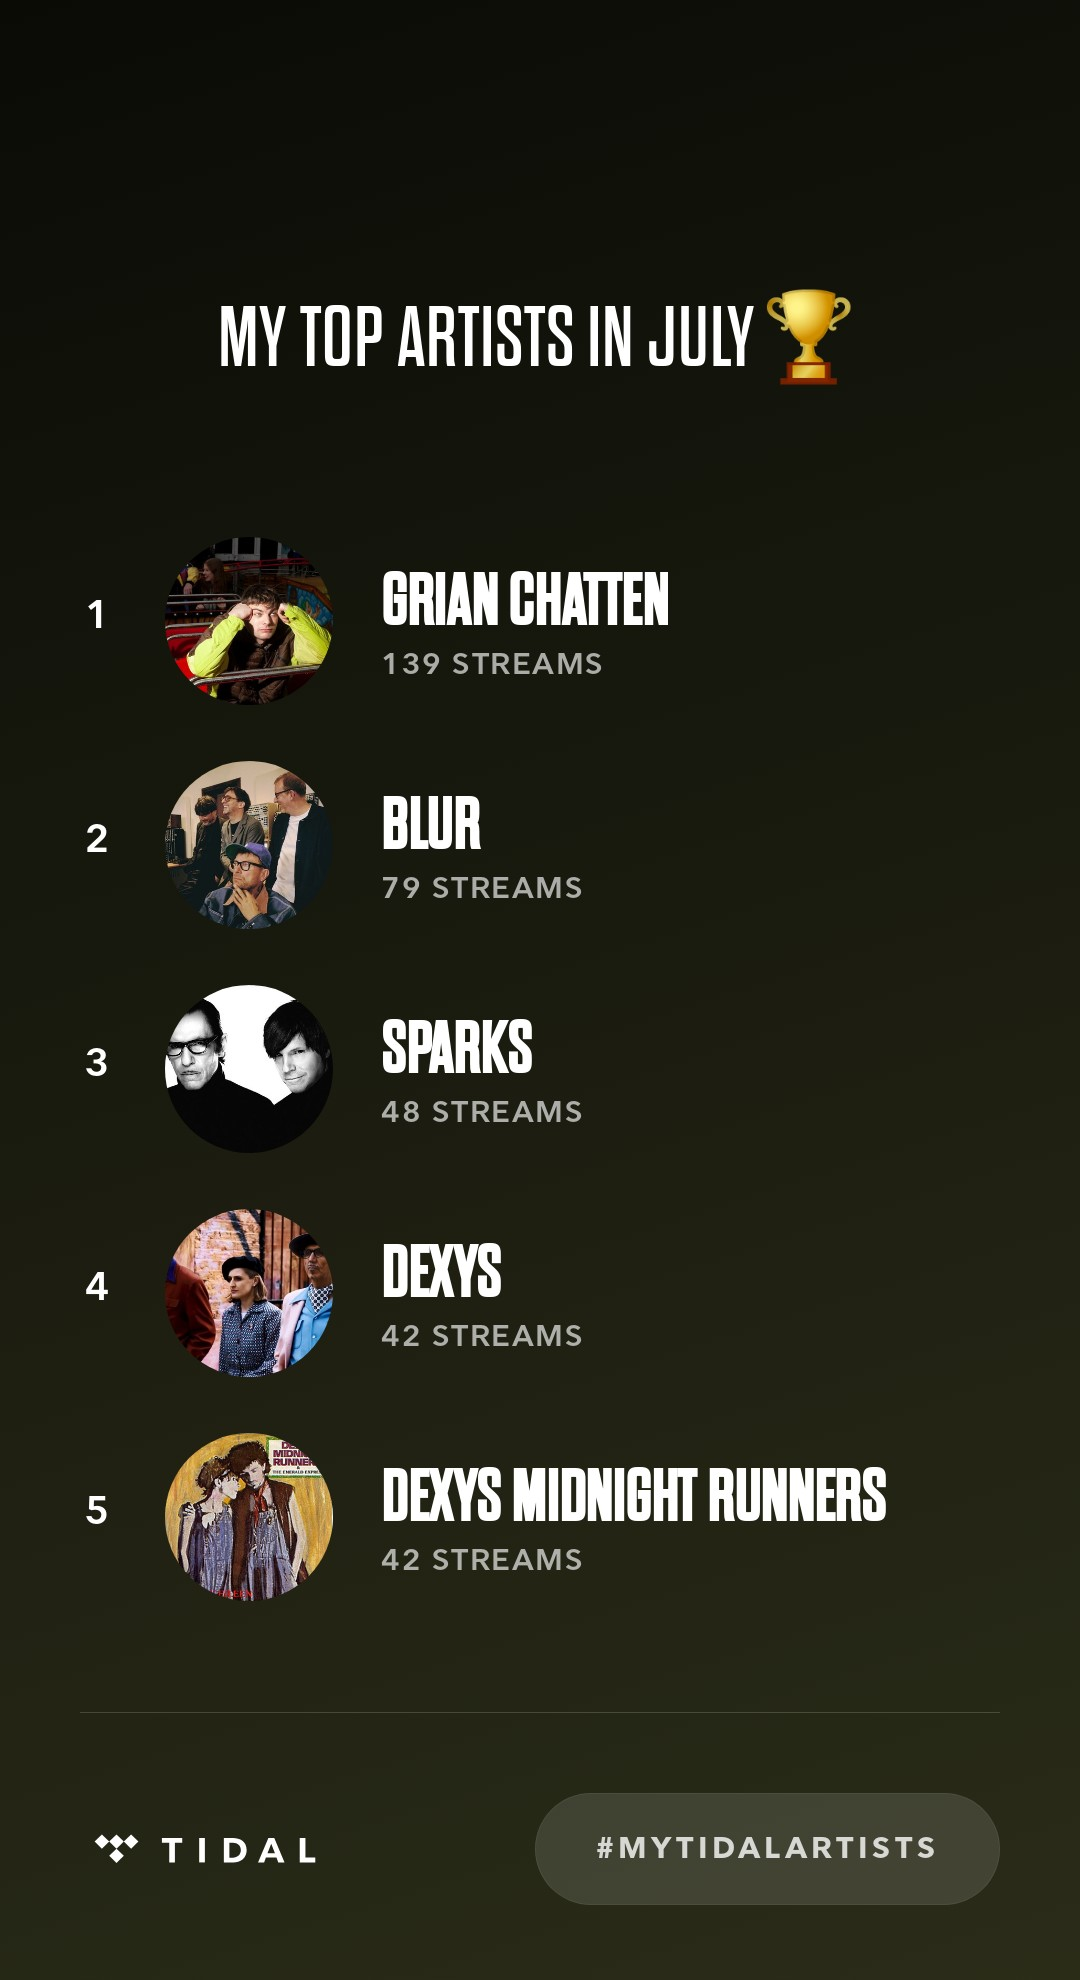 MY TOP ARTISTS IN JULY 🏆
1
GRIAN CHATTEN
139 STREAMS
2
BLUR
79 STREAMS
3
SPARKS
48 STREAMS
4
DEXYS
42 STREAMS
5
DEXYS MIDNIGHT RUNNERS
42 STREAMS
TIDAL
#MYTIDALARTISTS